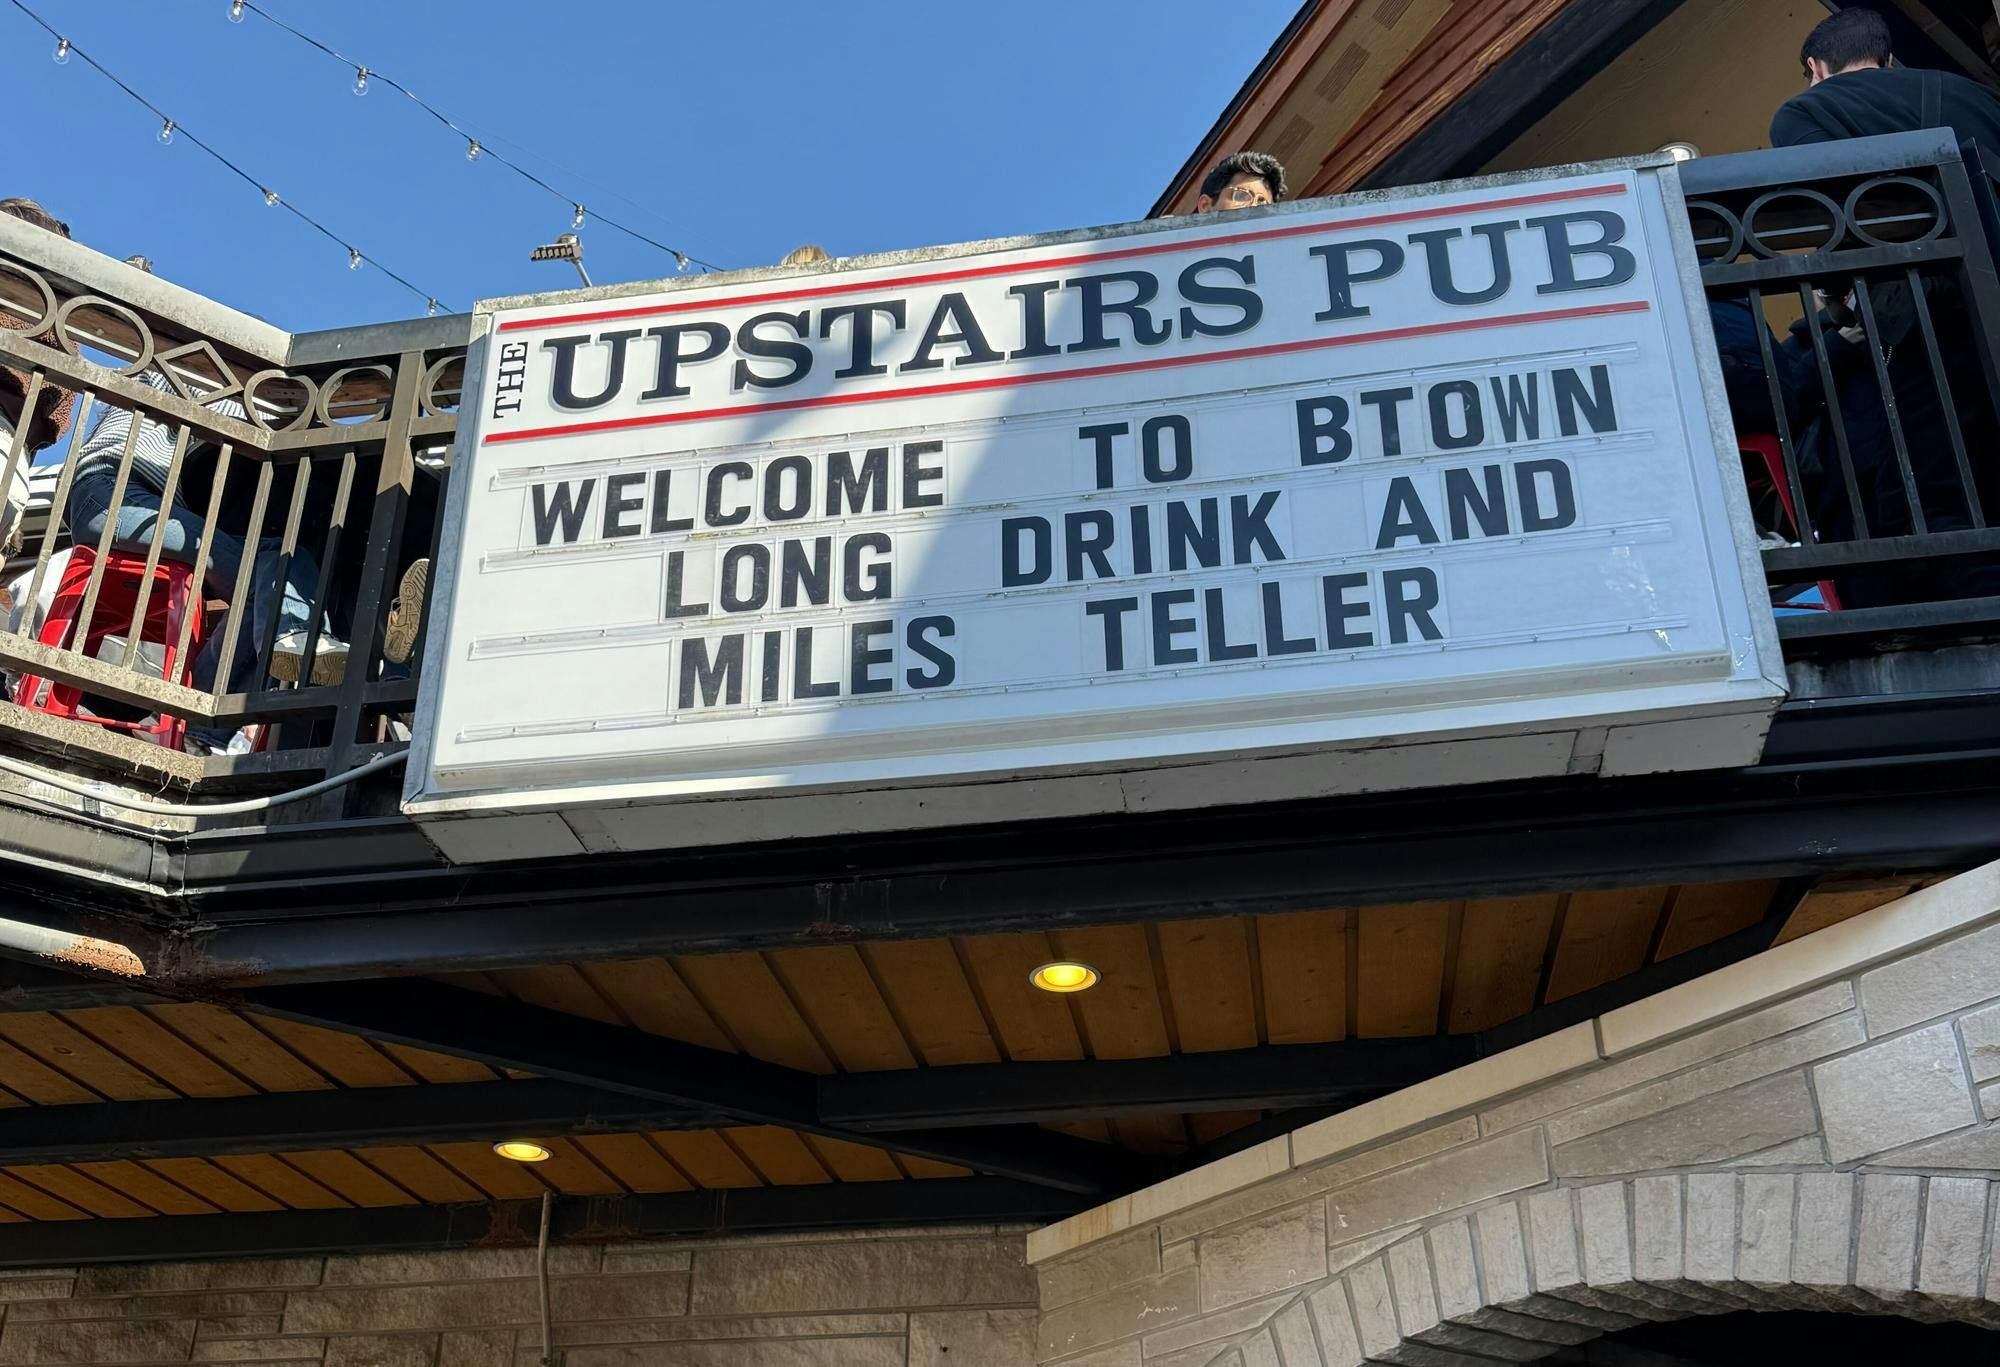 THE UPSTAIRS PUB
WELCOME TO BTOWN
LONG DRINK AND
MILES TELLER